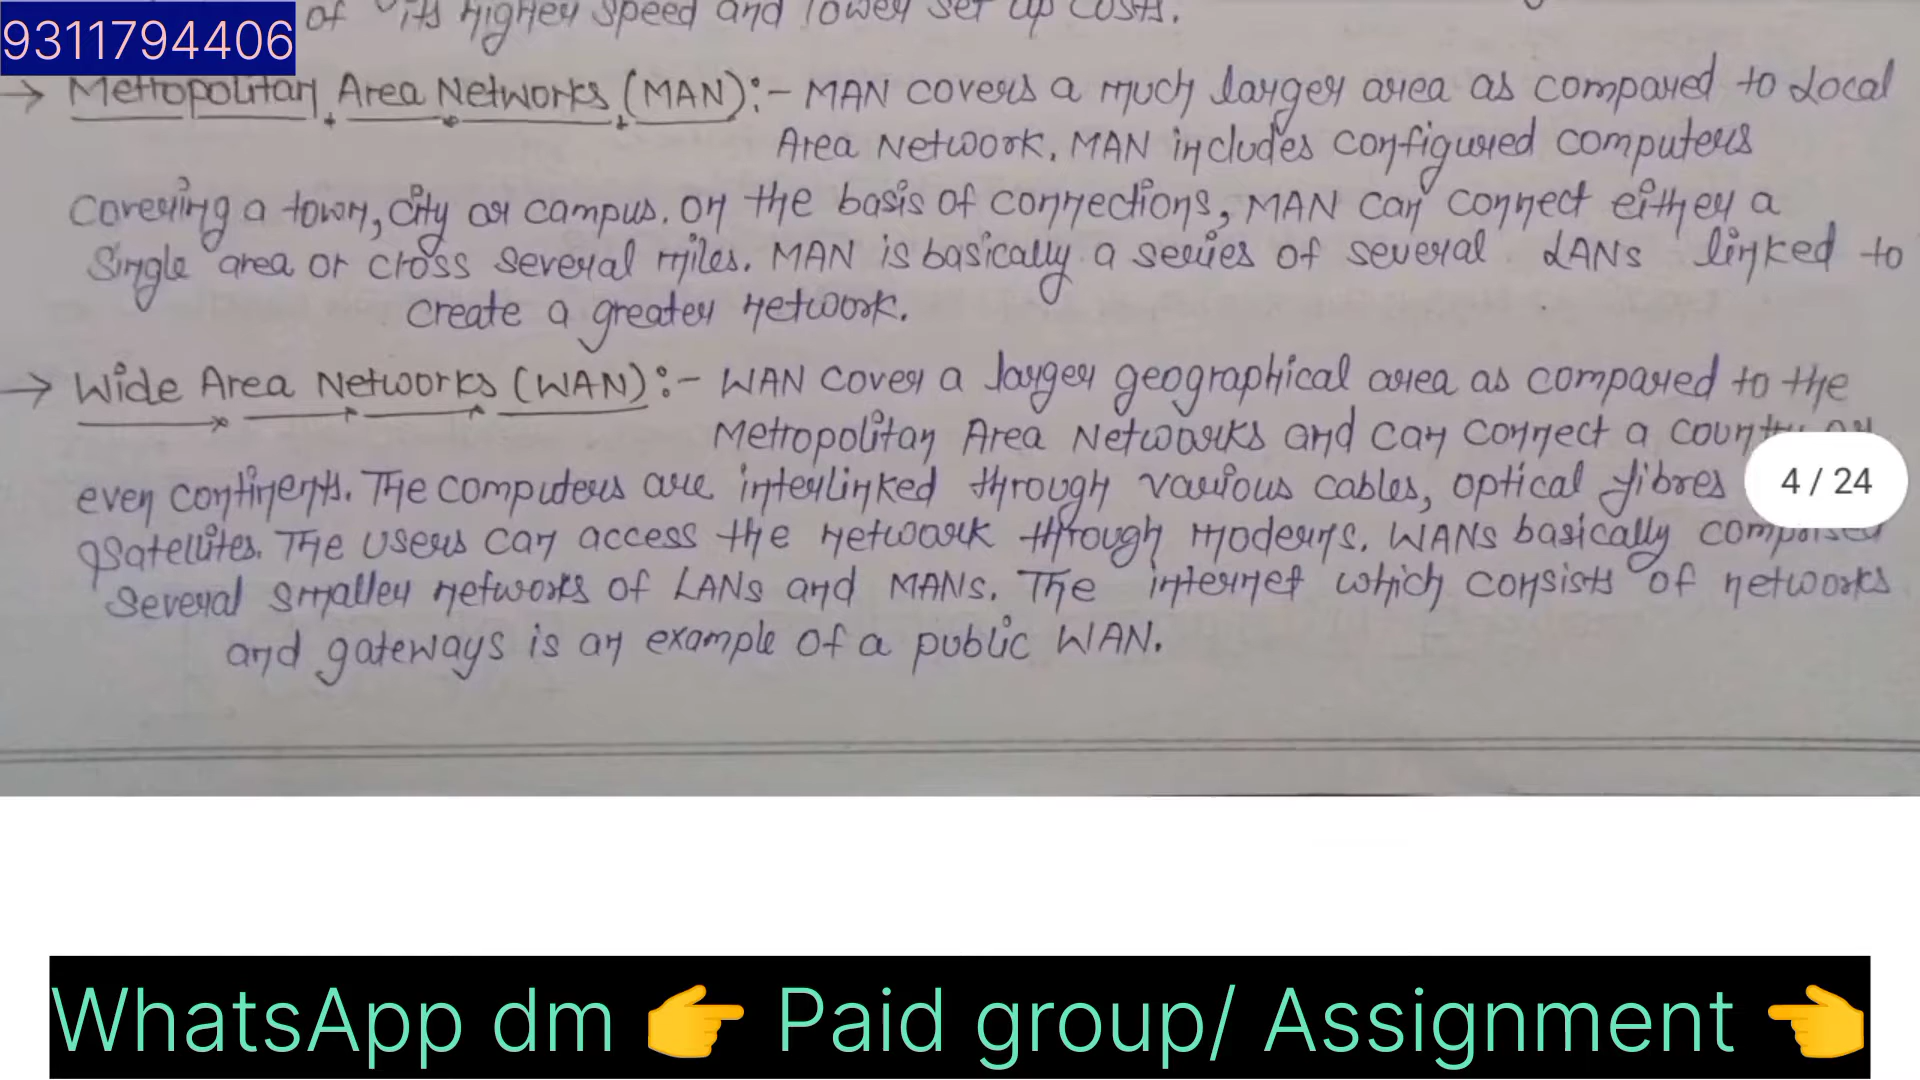 of its higher speed and lower set up costs.
9311794406
→ Metropolitan Area Networks (MAN):- MAN covers a much larger area as compared to Local
Area Network. MAN includes configured computers
covering a town, city or campus. On the basis of connections, MAN can connect either a
Single area or cross several miles. MAN is basically a series of several LANs linked to
create a greater network.
→ Wide Area Networks (WAN):- WAN cover a larger geographical area as compared to the
Metropolitan Area Networks and can connect a country or
even continents. The computers are interlinked through various cables, optical fibres
4 / 24
Satellites. The users can access the network through modems. WANs basically comprised
Several smaller networks of LANs and MANs. The internet which consists of networks
and gateways is an example of a public WAN.
WhatsApp dm 👉 Paid group/ Assignment 👈